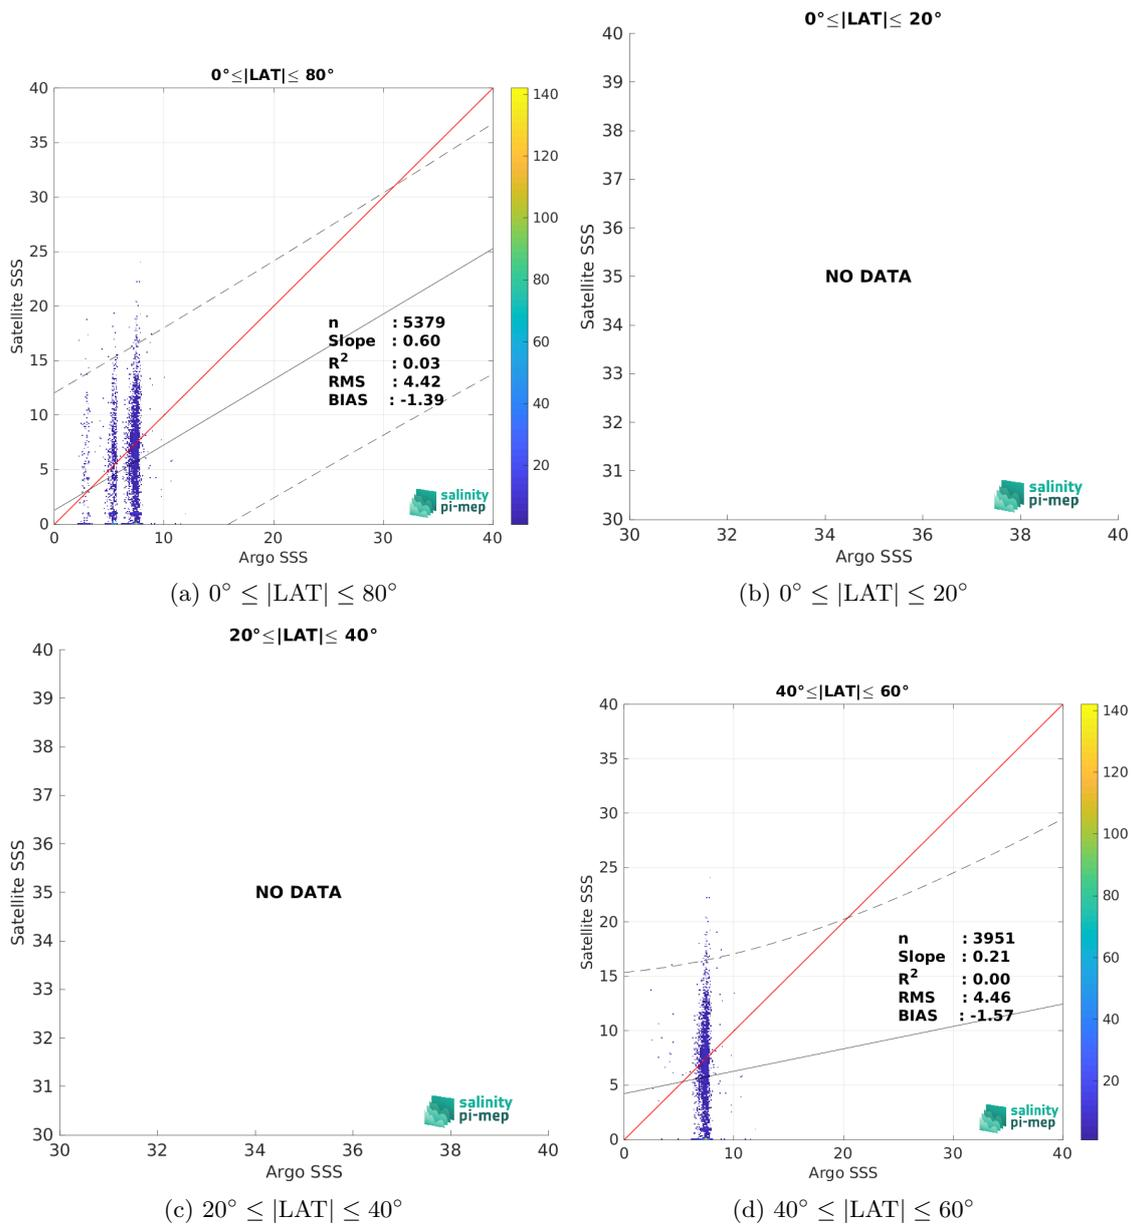 0°≤|LAT|≤ 80°
40
35
30
25
20
15
10
5
0
Satellite SSS
0
10
20
30
40
Argo SSS
n : 5379
Slope : 0.60
R² : 0.03
RMS : 4.42
BIAS : -1.39
salinity
pi-mep
140
120
100
80
60
40
20
(a) 0° ≤ |LAT| ≤ 80°
0°≤|LAT|≤ 20°
40
39
38
37
36
35
34
33
32
31
30
Satellite SSS
NO DATA
salinity
pi-mep
30
32
34
36
38
40
Argo SSS
(b) 0° ≤ |LAT| ≤ 20°
20°≤|LAT|≤ 40°
40
39
38
37
36
35
34
33
32
31
30
Satellite SSS
NO DATA
salinity
pi-mep
30
32
34
36
38
40
Argo SSS
(c) 20° ≤ |LAT| ≤ 40°
40°≤|LAT|≤ 60°
40
35
30
25
20
15
10
5
0
Satellite SSS
n : 3951
Slope : 0.21
R² : 0.00
RMS : 4.46
BIAS : -1.57
salinity
pi-mep
0
10
20
30
40
Argo SSS
140
120
100
80
60
40
20
(d) 40° ≤ |LAT| ≤ 60°